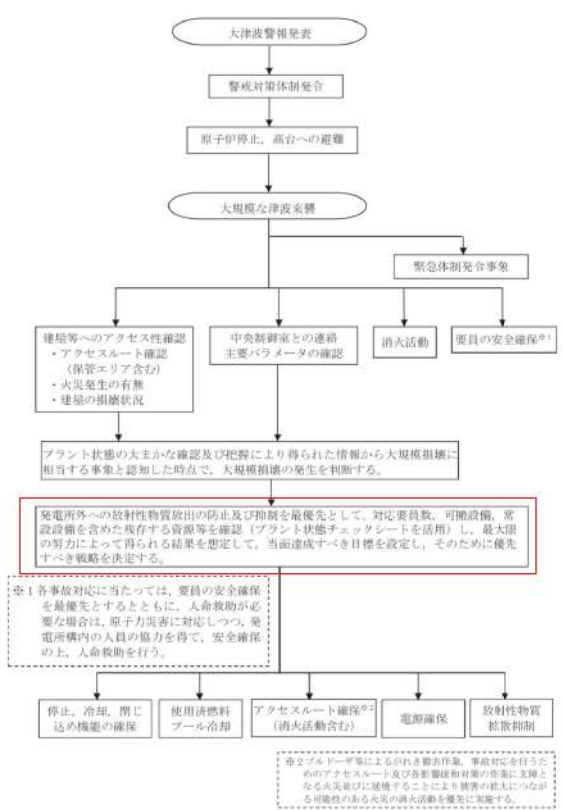 大津波警報発表
警戒対策体制発令
原子炉停止，高台への避難
大規模な津波来襲
緊急体制発令事象
建屋等へのアクセス性確認
・アクセスルート確認
（保管エリア含む）
・火災発生の有無
・建屋の損壊状況
中央制御室との連絡
主要パラメータの確認
消火活動
要員の安全確保※1
プラント状態の大まかな確認及び把握により得られた情報から大規模損壊に
相当する事象と認知した時点で，大規模損壊の発生を判断する。
発電所外への放射性物質放出の防止及び抑制を最優先として，対応要員数，可搬設備，常
設設備を含めた残存する資源等を確認（プラント状態チェックシートを活用）し，最大限
の努力によって得られる結果を想定して，当面達成すべき目標を設定し，そのために優先
すべき戦略を決定する。
※1各事故対応に当たっては，要員の安全確保
を最優先とするとともに，人命救助が必
要な場合は，原子力災害に対応しつつ，発
電所構内の人員の協力を得て，安全確保
の上，人命救助を行う。
停止，冷却，閉じ
込め機能の確保
使用済燃料
プール冷却
アクセスルート確保※2
（消火活動含む）
電源確保
放射性物質
拡散抑制
※2ブルドーザ等によるがれき撤去作業，事故対応を行うた
めのアクセスルート及び各影響緩和対策の作業に支障と
なる火災並びに延焼することにより被害の拡大につなが
る可能性のある火災の消火活動を優先に実施する。